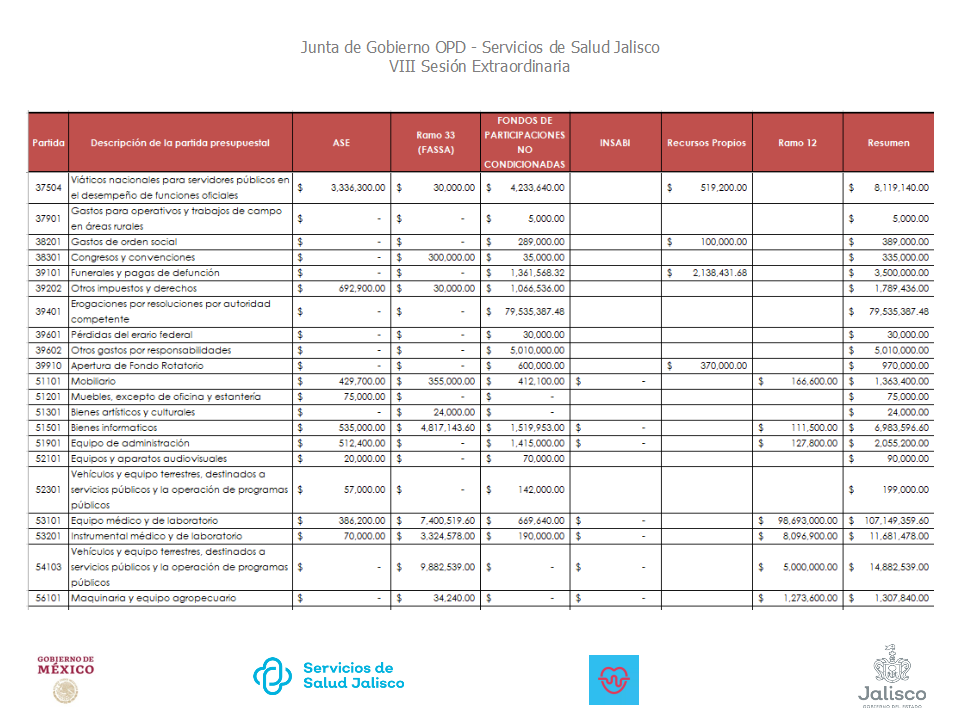 Junta de Gobierno OPD - Servicios de Salud Jalisco
VIII Sesión Extraordinaria
Partida Descripción de la partida presupuestal ASE Ramo 33 (FASSA) FONDOS DE PARTICIPACIONES NO CONDICIONADAS INSABI Recursos Propios Ramo 12 Resumen
37504 Viáticos nacionales para servidores públicos en el desempeño de funciones oficiales $ 3,336,300.00 $ 30,000.00 $ 4,233,640.00 $ 519,200.00 $ 8,119,140.00
37901 Gastos para operativos y trabajos de campo en áreas rurales $ - $ - $ 5,000.00 $ 5,000.00
38201 Gastos de orden social $ - $ - $ 289,000.00 $ 100,000.00 $ 389,000.00
38301 Congresos y convenciones $ - $ 300,000.00 $ 35,000.00 $ 335,000.00
39101 Funerales y pagas de defunción $ - $ - $ 1,361,568.32 $ 2,138,431.68 $ 3,500,000.00
39202 Otros impuestos y derechos $ 692,900.00 $ 30,000.00 $ 1,066,536.00 $ 1,789,436.00
39401 Erogaciones por resoluciones por autoridad competente $ - $ - $ 79,535,387.48 $ 79,535,387.48
39601 Pérdidas del erario federal $ - $ - $ 30,000.00 $ 30,000.00
39602 Otros gastos por responsabilidades $ - $ - $ 5,010,000.00 $ 5,010,000.00
39910 Apertura de Fondo Rotatorio $ - $ - $ 600,000.00 $ 370,000.00 $ 970,000.00
51101 Mobiliario $ 429,700.00 $ 355,000.00 $ 412,100.00 $ - $ 166,600.00 $ 1,363,400.00
51201 Muebles, excepto de oficina y estantería $ 75,000.00 $ - $ - $ 75,000.00
51301 Bienes artísticos y culturales $ - $ 24,000.00 $ - $ 24,000.00
51501 Bienes informaticos $ 535,000.00 $ 4,817,143.60 $ 1,519,953.00 $ - $ 111,500.00 $ 6,983,596.60
51901 Equipo de administración $ 512,400.00 $ - $ 1,415,000.00 $ - $ 127,800.00 $ 2,055,200.00
52101 Equipos y aparatos audiovisuales $ 20,000.00 $ - $ 70,000.00 $ 90,000.00
52301 Vehículos y equipo terrestres, destinados a servicios públicos y la operación de programas públicos $ 57,000.00 $ - $ 142,000.00 $ 199,000.00
53101 Equipo médico y de laboratorio $ 386,200.00 $ 7,400,519.60 $ 669,640.00 $ - $ 98,693,000.00 $ 107,149,359.60
53201 Instrumental médico y de laboratorio $ 70,000.00 $ 3,324,578.00 $ 190,000.00 $ - $ 8,096,900.00 $ 11,681,478.00
54103 Vehículos y equipo terrestres, destinados a servicios públicos y la operación de programas públicos $ - $ 9,882,539.00 $ - $ - $ 5,000,000.00 $ 14,882,539.00
56101 Maquinaria y equipo agropecuario $ - $ 34,240.00 $ - $ - $ 1,273,600.00 $ 1,307,840.00
GOBIERNO DE
MÉXICO
Servicios de
Salud Jalisco
Jalisco
GOBIERNO DEL ESTADO